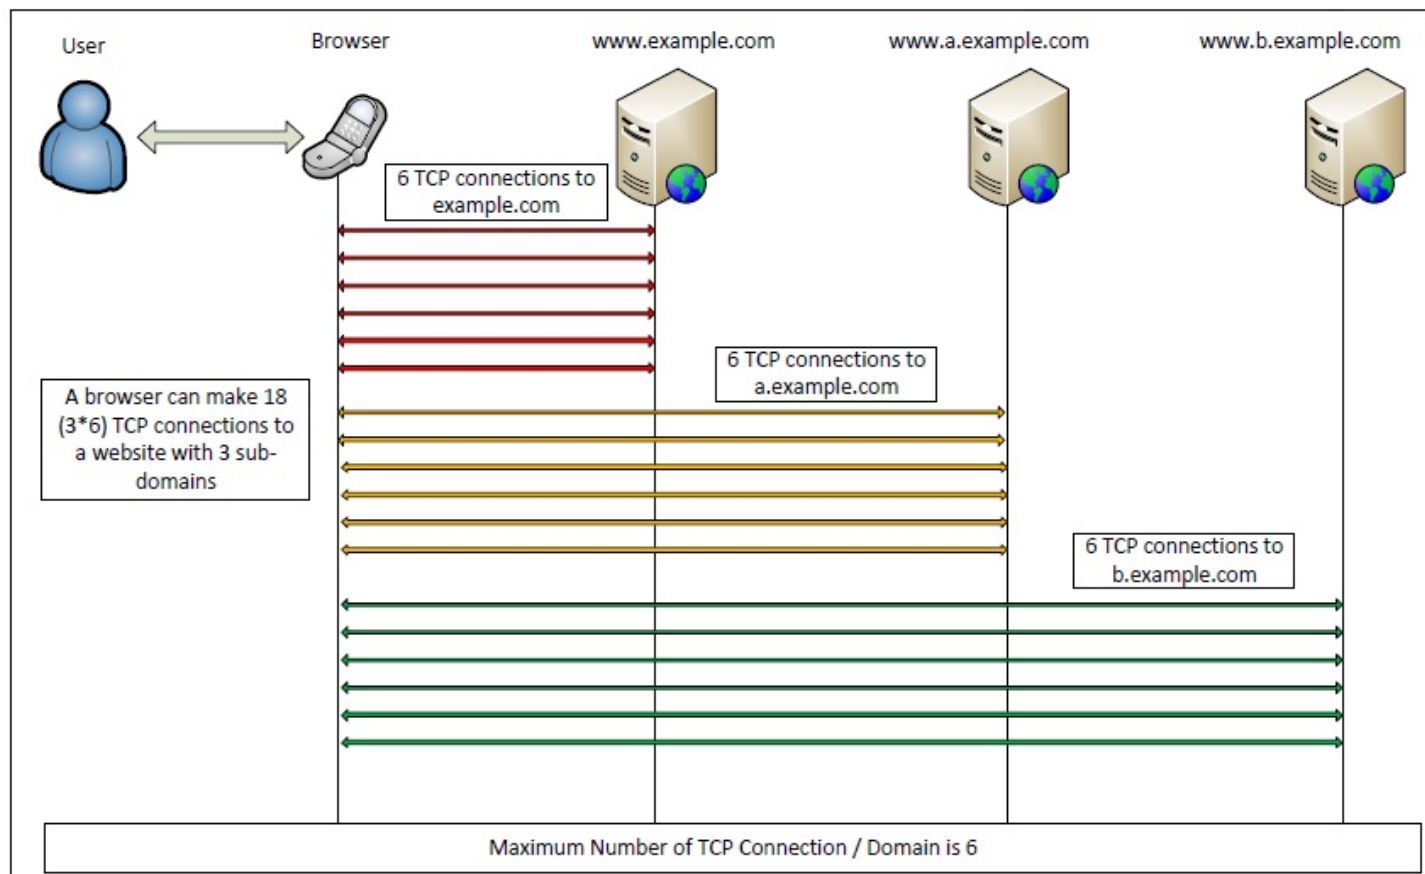 User
Browser
www.example.com
www.a.example.com
www.b.example.com
6 TCP connections to
example.com
6 TCP connections to
a.example.com
A browser can make 18
(3*6) TCP connections to
a website with 3 sub-
domains
6 TCP connections to
b.example.com
Maximum Number of TCP Connection / Domain is 6